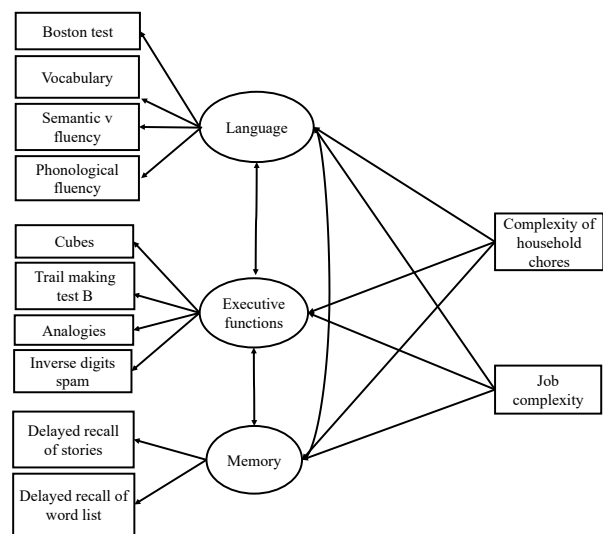 Boston test
Vocabulary
Semantic v
fluency
Phonological
fluency
Language
Cubes
Trail making
test B
Analogies
Inverse digits
spam
Executive
functions
Delayed recall
of stories
Delayed recall of
word list
Memory
Complexity of
household
chores
Job
complexity